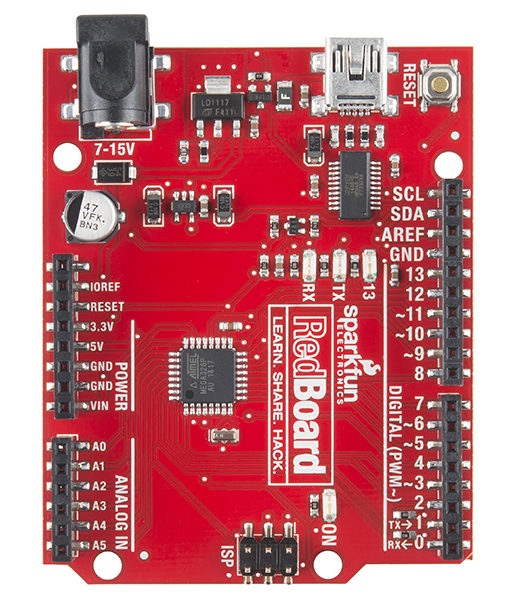 RESET
LD1117
F
7-15V
47
VFK.
BN3
SCL
SDA
AREF
GND
13
12
~11
~10
~9
8
IOREF
RESET
3.3V
5V
GND
GND
VIN
POWER
RX
TX
13
sparkfun
ELECTRONICS
RedBoard
LEARN. SHARE. HACK.
ATMEL
MEGA328P
7
~6
~5
4
~3
2
TX→1
RX←0
DIGITAL (PWM~)
A0
A1
A2
A3
A4
A5
ANALOG IN
ON
ISP